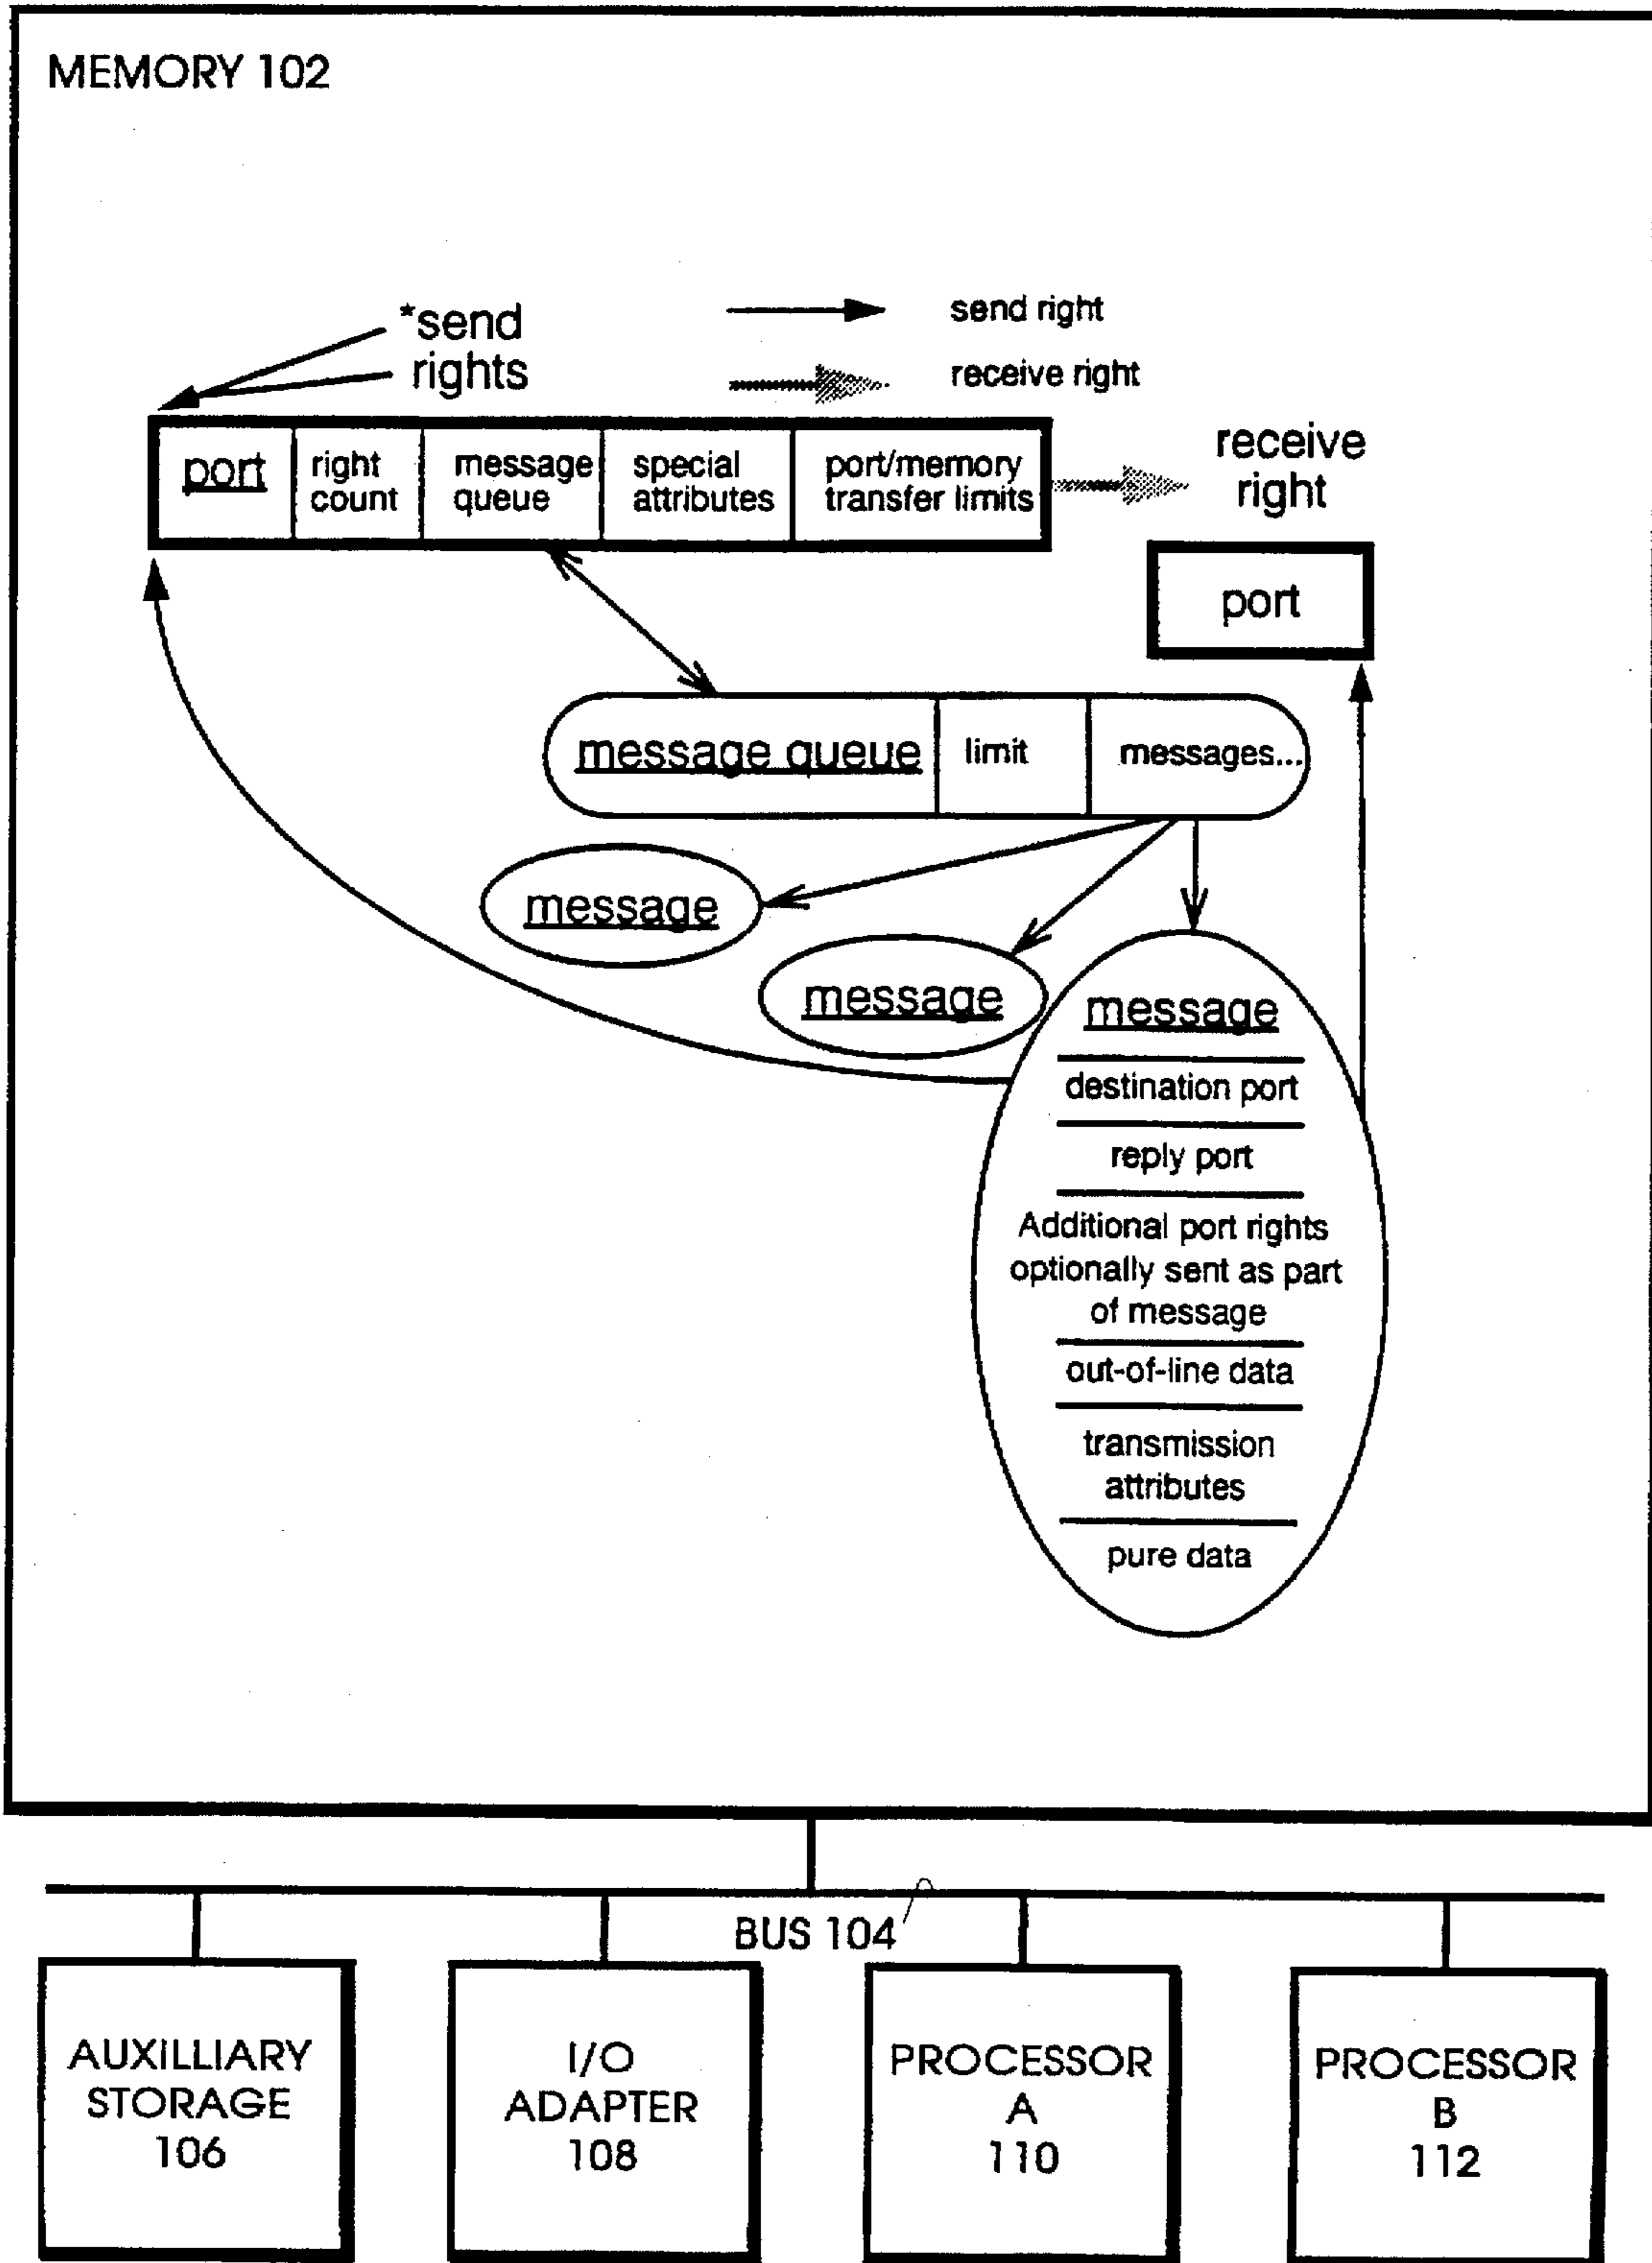 MEMORY 102
*send
rights
send right
receive right
port
right
count
message
queue
special
attributes
port/memory
transfer limits
receive
right
port
message queue
limit
messages...
message
message
message
destination port
reply port
Additional port rights
optionally sent as part
of message
out-of-line data
transmission
attributes
pure data
BUS 104
AUXILLIARY
STORAGE
106
I/O
ADAPTER
108
PROCESSOR
A
110
PROCESSOR
B
112